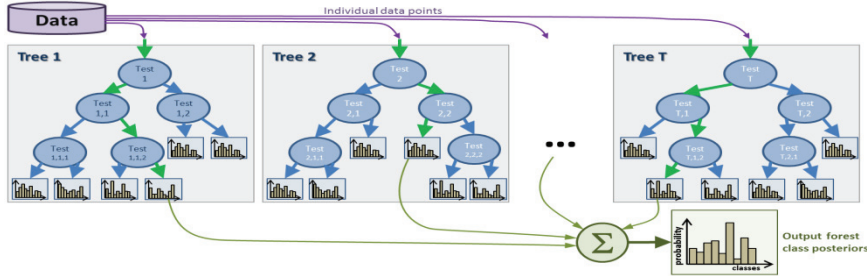 Data
Individual data points
Tree 1
Test
1
Test
1,1
Test
1,2
Test
1,1,1
Test
1,1,2
Tree 2
Test
2
Test
2,1
Test
2,2
Test
2,1,1
Test
2,2,2
...
Tree T
Test
T
Test
T,1
Test
T,2
Test
T,1,2
Test
T,2,1
Σ
probability
classes
Output forest
class posteriors